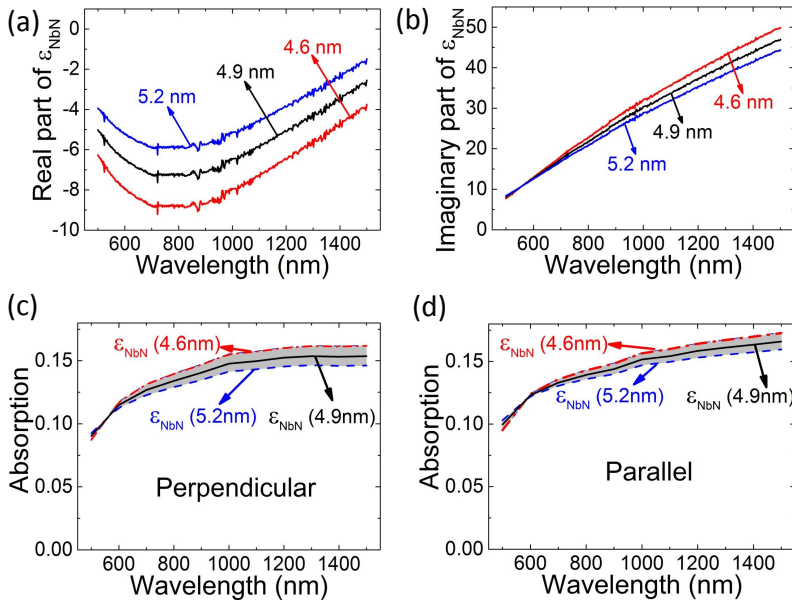 (a)
Real part of εNbN
0
-2
-4
-6
-8
-10
4.6 nm
4.9 nm
5.2 nm
600 800 1000 1200 1400
Wavelength (nm)
(b)
Imaginary part of εNbN
50
40
30
20
10
0
4.6 nm
4.9 nm
5.2 nm
600 800 1000 1200 1400
Wavelength (nm)
(c)
Absorption
0.15
0.10
0.05
0.00
εNbN (4.6nm)
εNbN (5.2nm) εNbN (4.9nm)
Perpendicular
400 600 800 1000 1200 1400
Wavelength (nm)
(d)
Absorption
0.15
0.10
0.05
0.00
εNbN (4.6nm)
εNbN (5.2nm) εNbN (4.9nm)
Parallel
400 600 800 1000 1200 1400
Wavelength (nm)